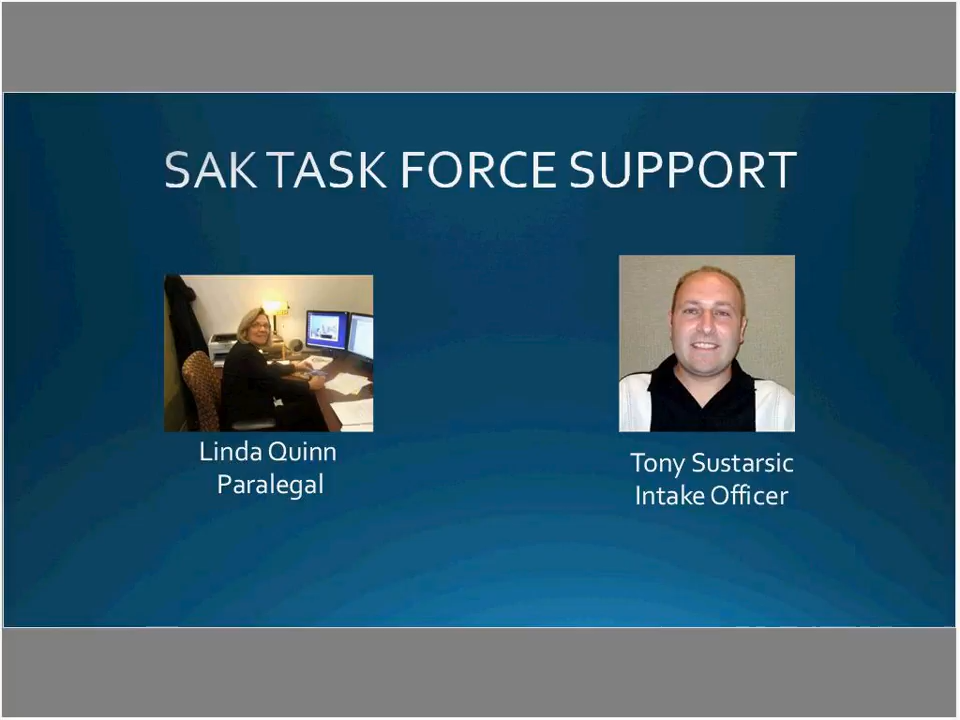 SAK TASK FORCE SUPPORT
Linda Quinn
Paralegal
Tony Sustarsic
Intake Officer